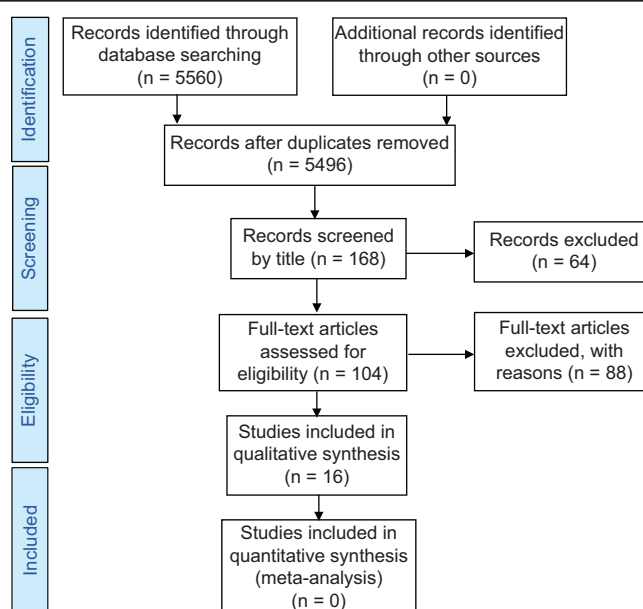 Identification
Records identified through
database searching
(n = 5560)
Additional records identified
through other sources
(n = 0)
Records after duplicates removed
(n = 5496)
Screening
Records screened
by title (n = 168)
Records excluded
(n = 64)
Eligibility
Full-text articles
assessed for
eligibility (n = 104)
Full-text articles
excluded, with
reasons (n = 88)
Studies included in
qualitative synthesis
(n = 16)
Included
Studies included in
quantitative synthesis
(meta-analysis)
(n = 0)